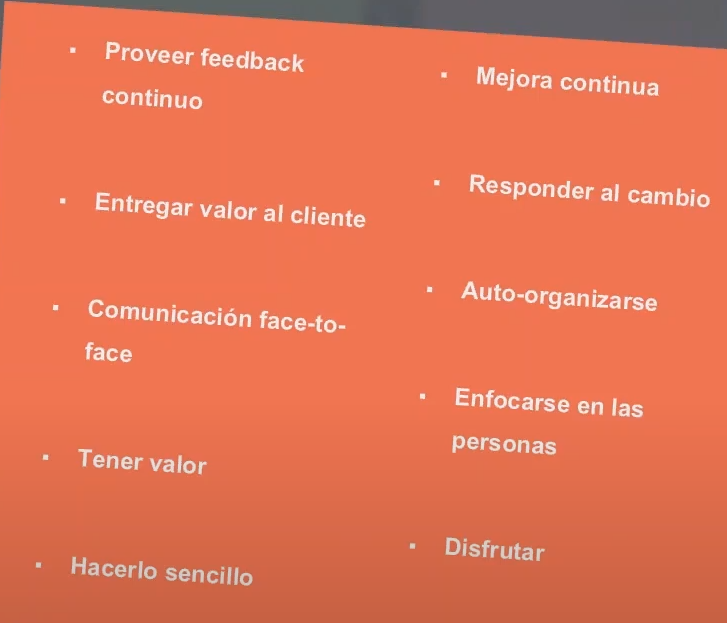 Proveer feedback
continuo
Entregar valor al cliente
Comunicación face-to-
face
Tener valor
Hacerlo sencillo
Mejora continua
Responder al cambio
Auto-organizarse
Enfocarse en las
personas
Disfrutar